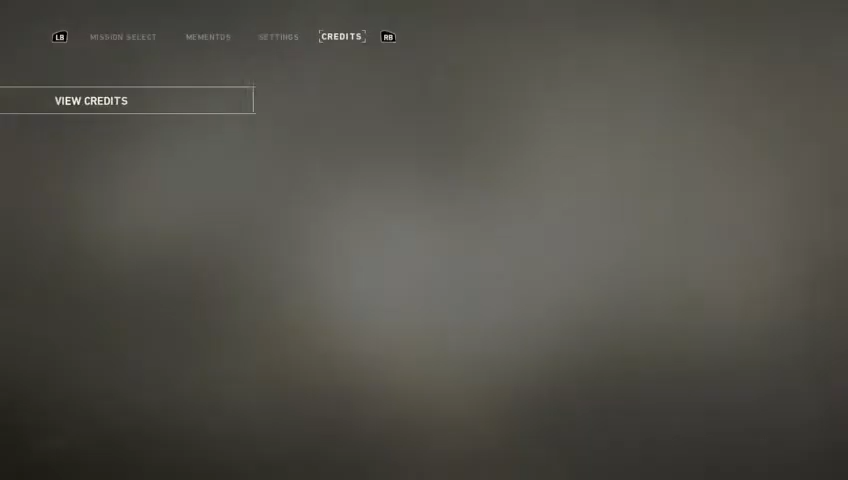 LB MISSION SELECT MEMENTOS SETTINGS CREDITS RB
VIEW CREDITS